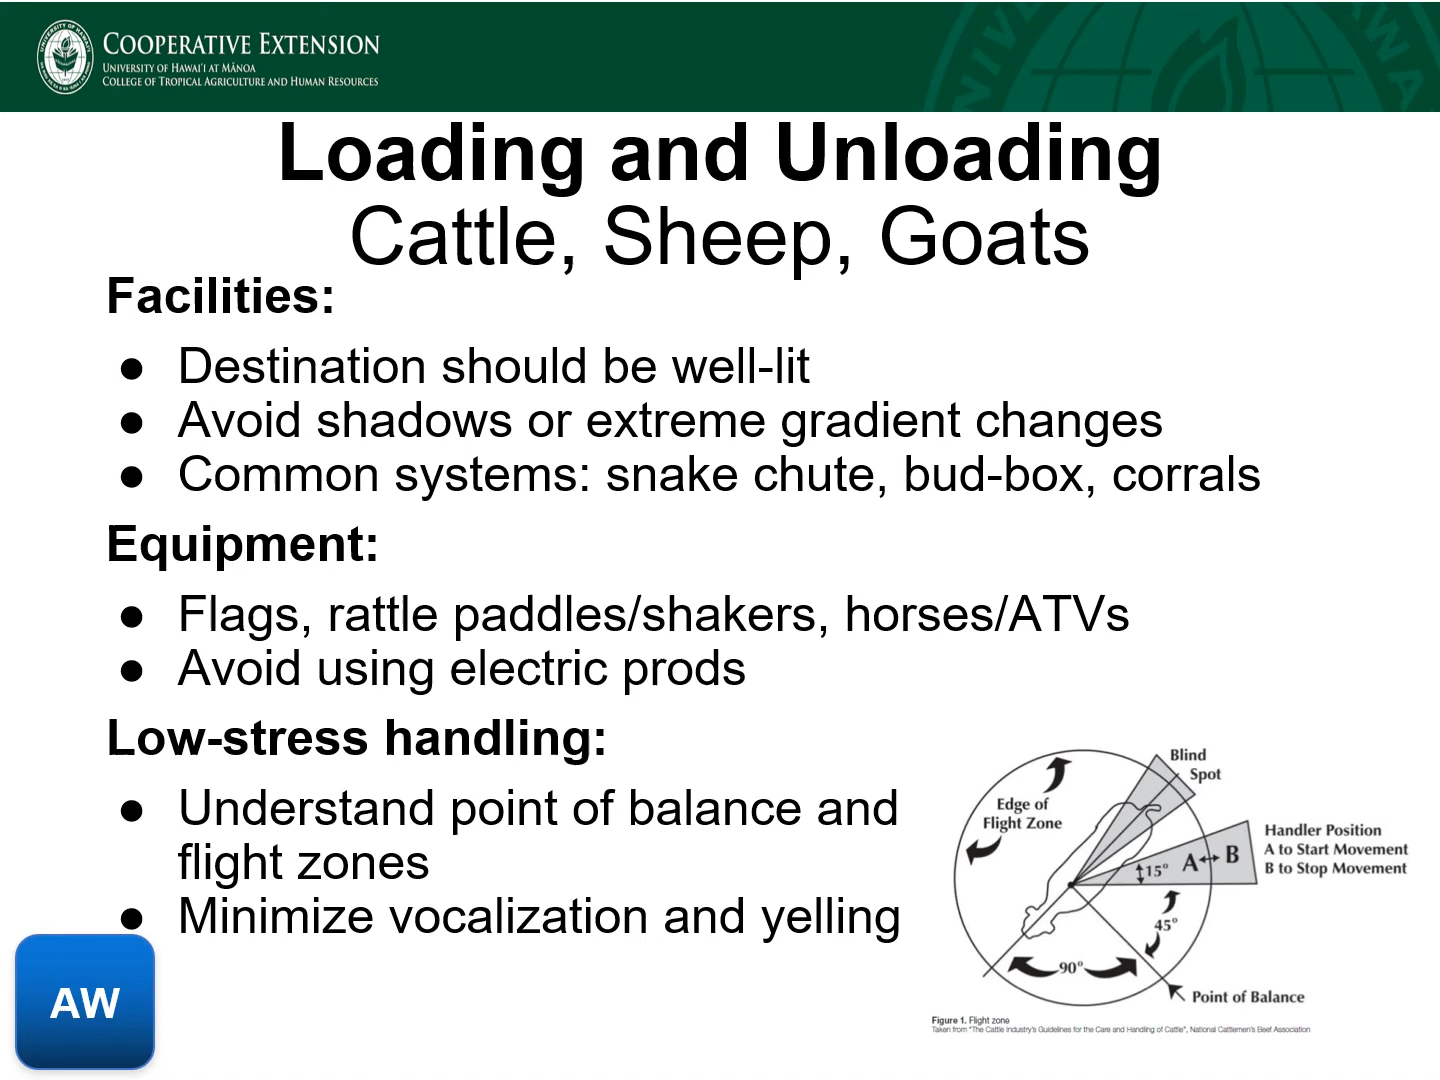 COOPERATIVE EXTENSION
UNIVERSITY OF HAWAI'I AT MĀNOA
COLLEGE OF TROPICAL AGRICULTURE AND HUMAN RESOURCES
Loading and Unloading
Cattle, Sheep, Goats
Facilities:
● Destination should be well-lit
● Avoid shadows or extreme gradient changes
● Common systems: snake chute, bud-box, corrals
Equipment:
● Flags, rattle paddles/shakers, horses/ATVs
● Avoid using electric prods
Low-stress handling:
● Understand point of balance and
flight zones
● Minimize vocalization and yelling
AW
Blind
Spot
Edge of
Flight Zone
Handler Position
A to Start Movement
B to Stop Movement
15°
A ↔ B
45°
90°
Point of Balance
Figure 1. Flight zone
Taken from "The Cattle Industry's Guidelines for the Care and Handling of Cattle", National Cattlemen's Beef Association